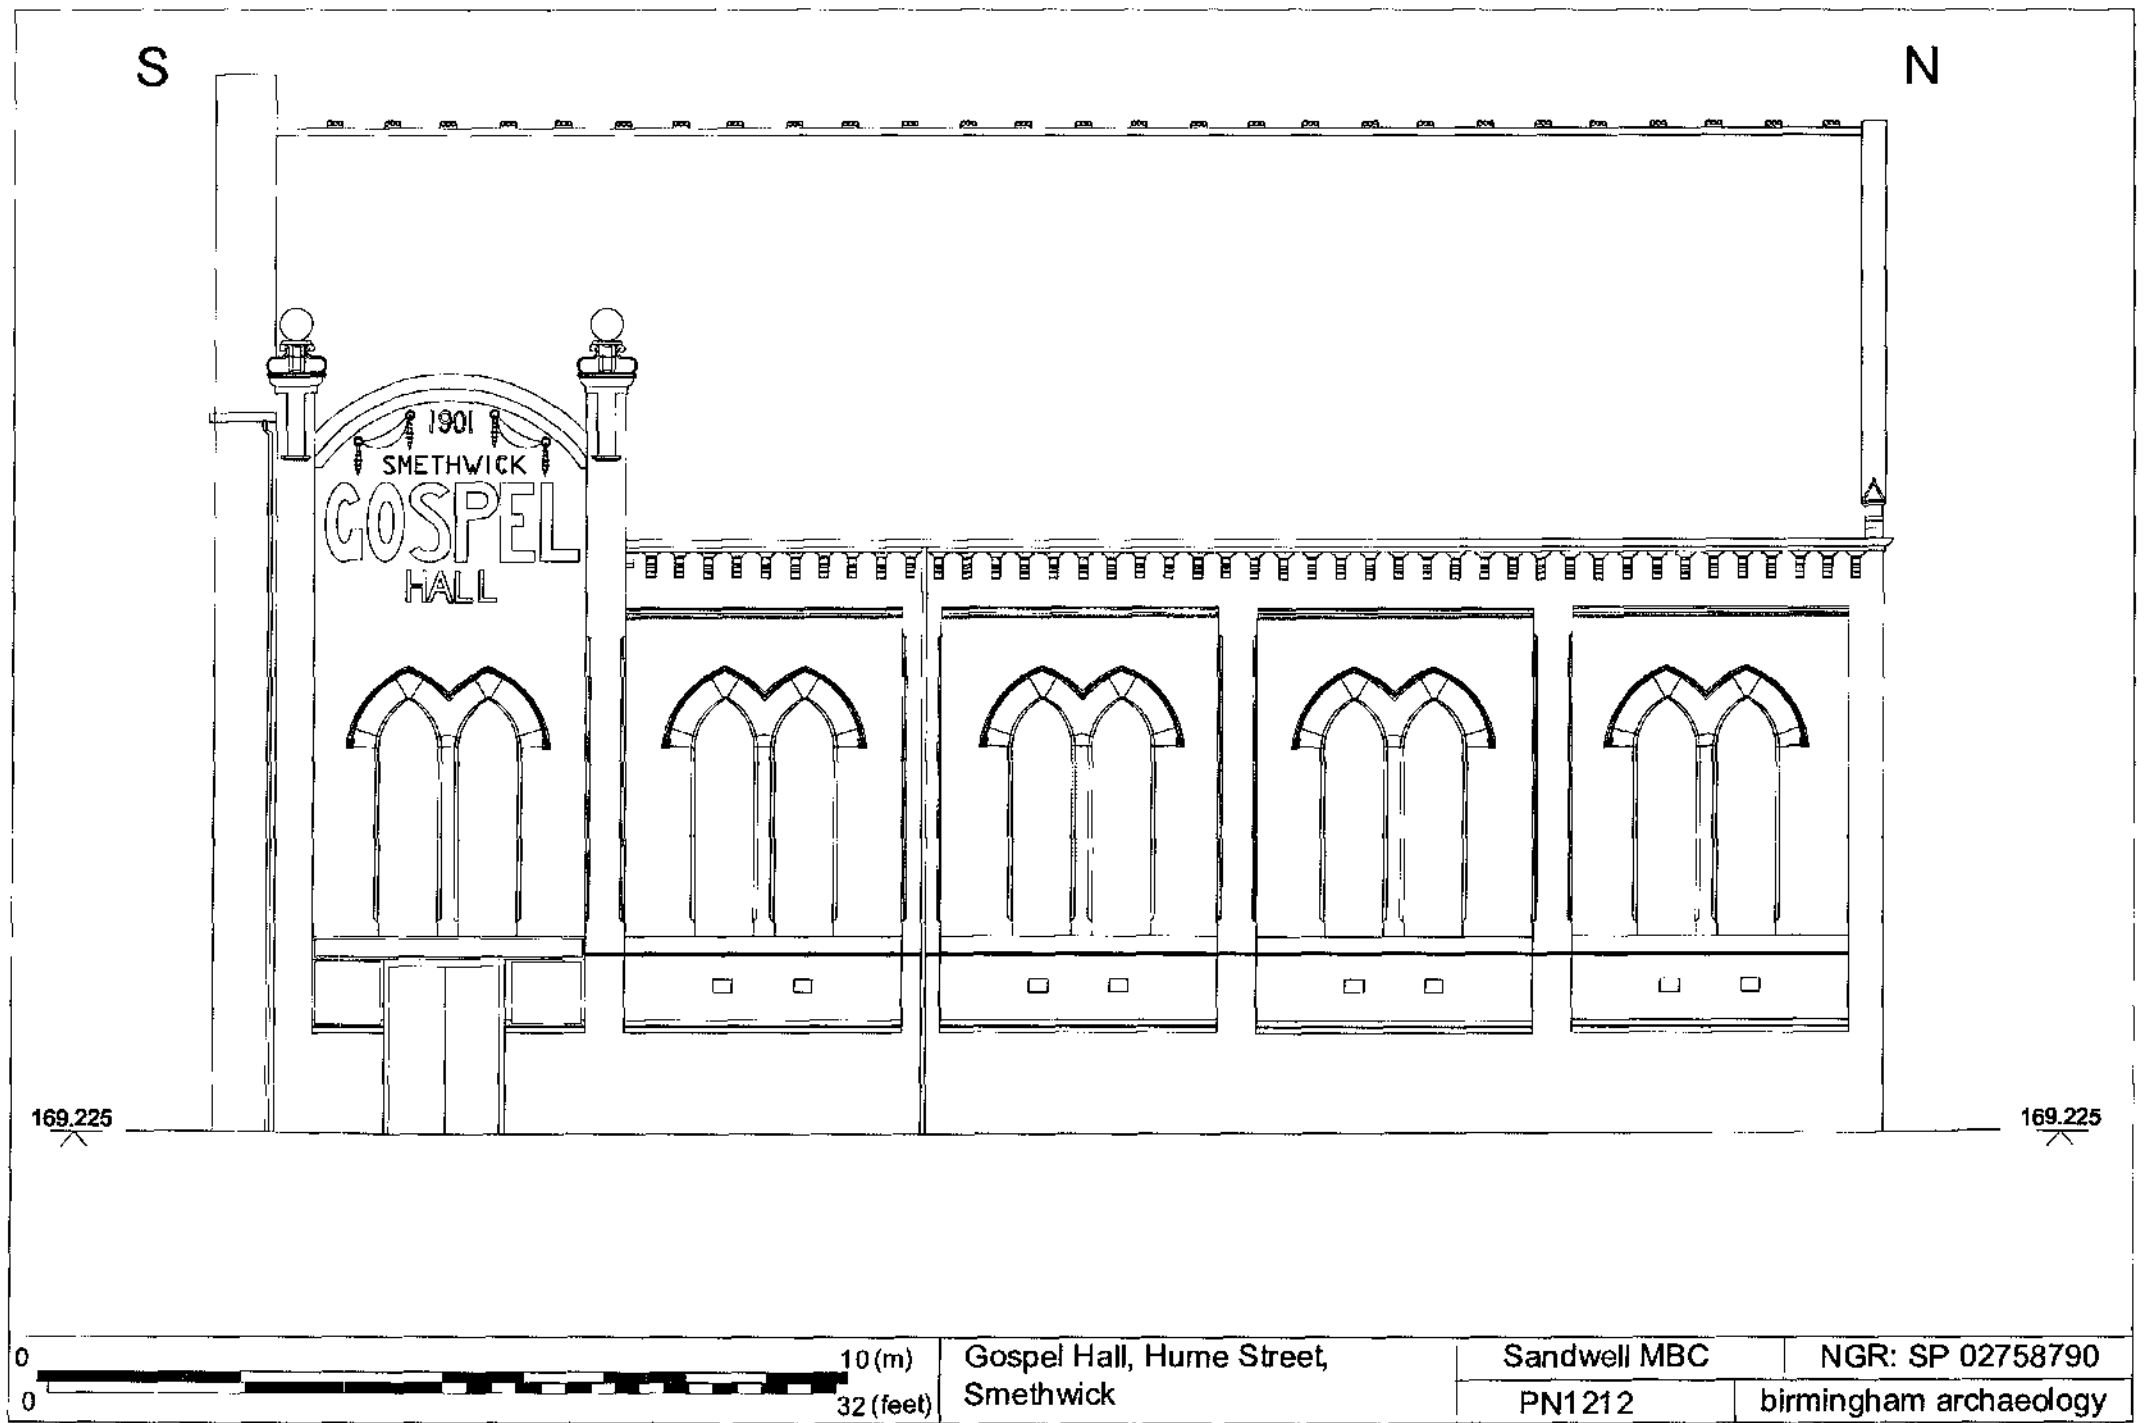 S
N
1901
SMETHWICK
GOSPEL
HALL
169.225
169.225
0
10 (m)
0
32 (feet)
Gospel Hall, Hume Street,
Smethwick
Sandwell MBC
NGR: SP 02758790
PN1212
birmingham archaeology